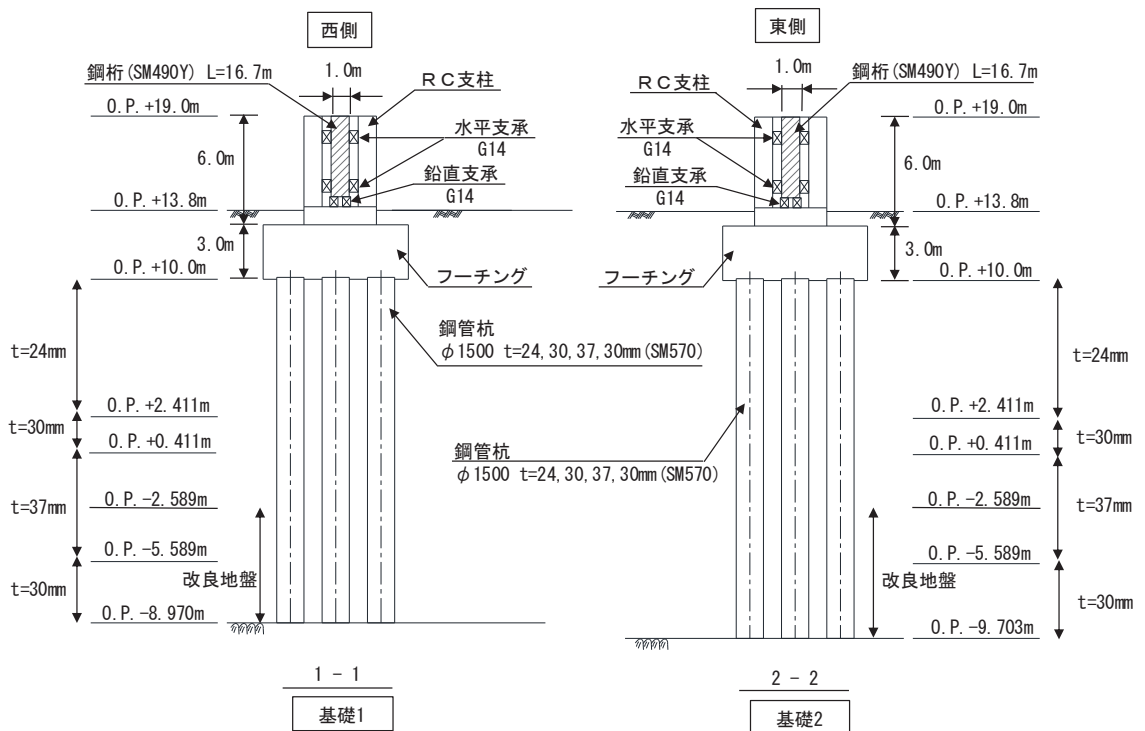 西側
鋼桁(SM490Y) L=16.7m
1.0m
RC支柱
O.P. +19.0m
水平支承
G14
6.0m
鉛直支承
G14
O.P. +13.8m
3.0m
O.P. +10.0m
フーチング
鋼管杭
φ1500 t=24,30,37,30mm(SM570)
t=24mm
O.P. +2.411m
t=30mm
O.P. +0.411m
O.P. -2.589m
t=37mm
O.P. -5.589m
改良地盤
t=30mm
O.P. -8.970m
1 - 1
基礎1
東側
1.0m
鋼桁(SM490Y) L=16.7m
RC支柱
O.P. +19.0m
水平支承
G14
6.0m
鉛直支承
G14
O.P. +13.8m
3.0m
O.P. +10.0m
フーチング
t=24mm
O.P. +2.411m
t=30mm
O.P. +0.411m
鋼管杭
φ1500 t=24,30,37,30mm(SM570)
O.P. -2.589m
t=37mm
O.P. -5.589m
改良地盤
t=30mm
O.P. -9.703m
2 - 2
基礎2